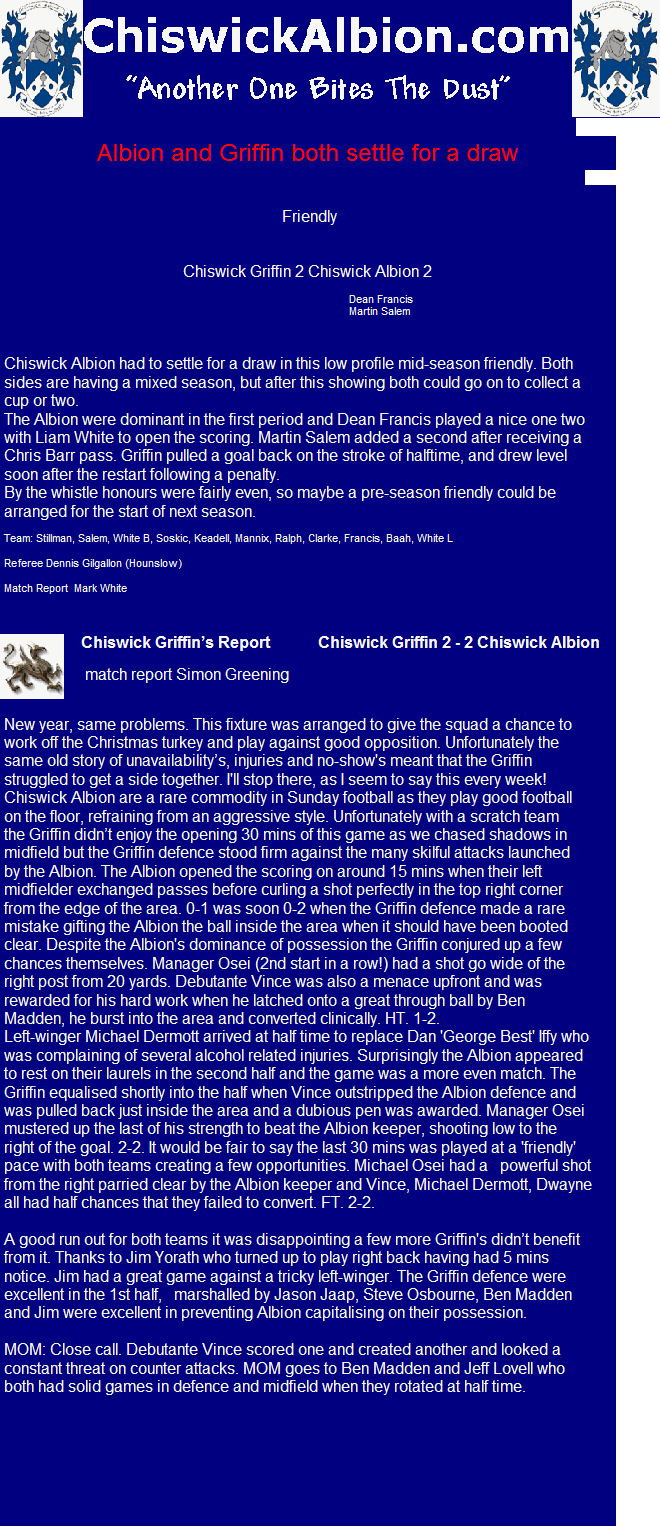 ChiswickAlbion.com
“Another One Bites The Dust”
Albion and Griffin both settle for a draw
Friendly
Chiswick Griffin 2 Chiswick Albion 2
Dean Francis
Martin Salem
Chiswick Albion had to settle for a draw in this low profile mid-season friendly. Both
sides are having a mixed season, but after this showing both could go on to collect a
cup or two.
The Albion were dominant in the first period and Dean Francis played a nice one two
with Liam White to open the scoring. Martin Salem added a second after receiving a
Chris Barr pass. Griffin pulled a goal back on the stroke of halftime, and drew level
soon after the restart following a penalty.
By the whistle honours were fairly even, so maybe a pre-season friendly could be
arranged for the start of next season.
Team: Stillman, Salem, White B, Soskic, Keadell, Mannix, Ralph, Clarke, Francis, Baah, White L
Referee Dennis Gilgallon (Hounslow)
Match Report  Mark White
Chiswick Griffin’s Report Chiswick Griffin 2 - 2 Chiswick Albion
match report Simon Greening
New year, same problems. This fixture was arranged to give the squad a chance to
work off the Christmas turkey and play against good opposition. Unfortunately the
same old story of unavailability’s, injuries and no-show's meant that the Griffin
struggled to get a side together. I'll stop there, as I seem to say this every week!
Chiswick Albion are a rare commodity in Sunday football as they play good football
on the floor, refraining from an aggressive style. Unfortunately with a scratch team
the Griffin didn’t enjoy the opening 30 mins of this game as we chased shadows in
midfield but the Griffin defence stood firm against the many skilful attacks launched
by the Albion. The Albion opened the scoring on around 15 mins when their left
midfielder exchanged passes before curling a shot perfectly in the top right corner
from the edge of the area. 0-1 was soon 0-2 when the Griffin defence made a rare
mistake gifting the Albion the ball inside the area when it should have been booted
clear. Despite the Albion's dominance of possession the Griffin conjured up a few
chances themselves. Manager Osei (2nd start in a row!) had a shot go wide of the
right post from 20 yards. Debutante Vince was also a menace upfront and was
rewarded for his hard work when he latched onto a great through ball by Ben
Madden, he burst into the area and converted clinically. HT. 1-2.
Left-winger Michael Dermott arrived at half time to replace Dan 'George Best' Iffy who
was complaining of several alcohol related injuries. Surprisingly the Albion appeared
to rest on their laurels in the second half and the game was a more even match. The
Griffin equalised shortly into the half when Vince outstripped the Albion defence and
was pulled back just inside the area and a dubious pen was awarded. Manager Osei
mustered up the last of his strength to beat the Albion keeper, shooting low to the
right of the goal. 2-2. It would be fair to say the last 30 mins was played at a 'friendly'
pace with both teams creating a few opportunities. Michael Osei had a powerful shot
from the right parried clear by the Albion keeper and Vince, Michael Dermott, Dwayne
all had half chances that they failed to convert. FT. 2-2.
A good run out for both teams it was disappointing a few more Griffin's didn’t benefit
from it. Thanks to Jim Yorath who turned up to play right back having had 5 mins
notice. Jim had a great game against a tricky left-winger. The Griffin defence were
excellent in the 1st half, marshalled by Jason Jaap, Steve Osbourne, Ben Madden
and Jim were excellent in preventing Albion capitalising on their possession.
MOM: Close call. Debutante Vince scored one and created another and looked a
constant threat on counter attacks. MOM goes to Ben Madden and Jeff Lovell who
both had solid games in defence and midfield when they rotated at half time.